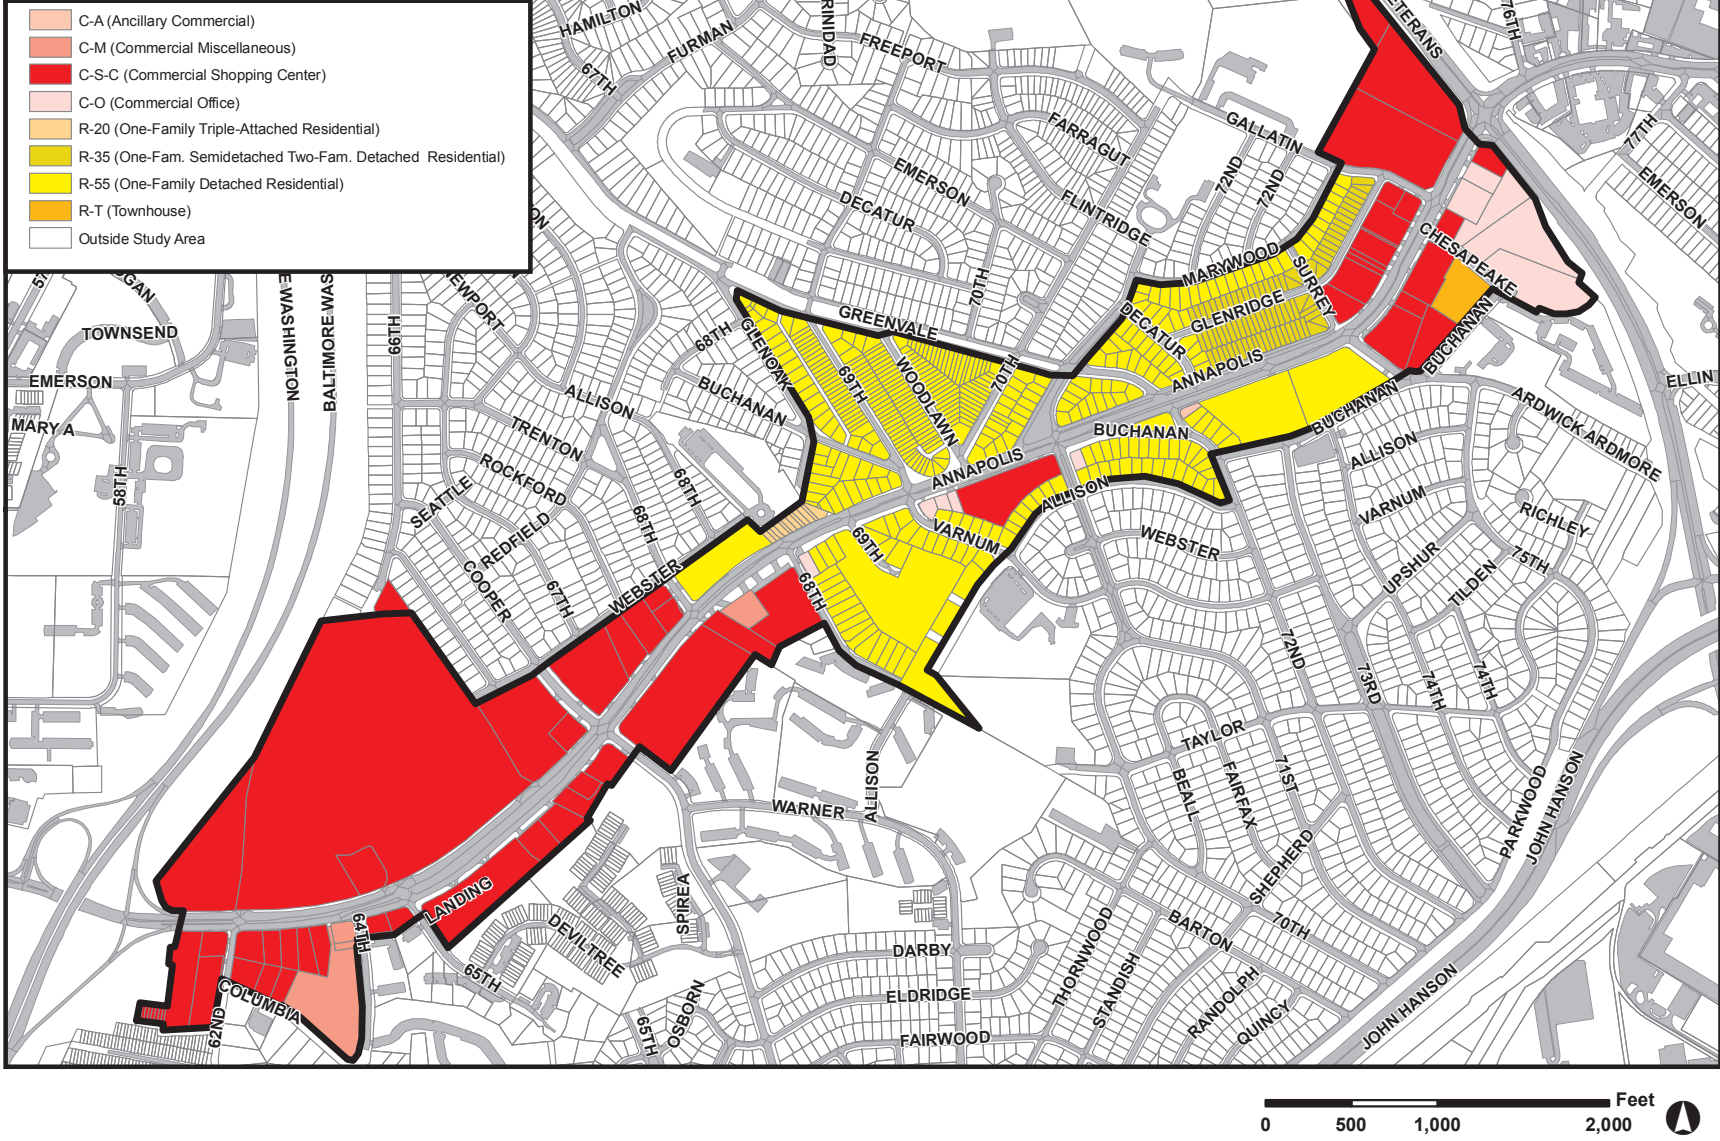 C-A (Ancillary Commercial)
C-M (Commercial Miscellaneous)
C-S-C (Commercial Shopping Center)
C-O (Commercial Office)
R-20 (One-Family Triple-Attached Residential)
R-35 (One-Fam. Semidetached Two-Fam. Detached Residential)
R-55 (One-Family Detached Residential)
R-T (Townhouse)
Outside Study Area
HAMILTON
FURMAN
67TH
RINIDAD
FREEPORT
ETERANS
76TH
77TH
EMERSON
GALLATIN
FARRAGUT
72ND
72ND
EMERSON
DECATUR
FLINTRIDGE
70TH
MARYWOOD
SURREY
CHESAPEAKE
BUCHANAN
GLENRIDGE
DECATUR
ANNAPOLIS
GREENVALE
GLENOAK
68TH
69TH
WOODLAWN
70TH
BUCHANAN
ON
EWPORT
57
OGAN
TOWNSEND
EMERSON
MARY A
58TH
E WASHINGTON
BALTIMORE WAS
66TH
ALLISON
TRENTON
ROCKFORD
SEATTLE
REDFIELD
COOPER
67TH
68TH
68TH
WEBSTER
ANNAPOLIS
VARNUM
69TH
68TH
ALLISON
BUCHANAN
BUCHANAN
ELLIN
ARDWICK ARDMORE
ALLISON
VARNUM
RICHLEY
75TH
UPSHUR
TILDEN
WEBSTER
72ND
73RD
74TH
74TH
TAYLOR
BEALL
FAIRFAX
71ST
SHEPHERD
PARKWOOD
JOHN HANSON
ALLISON
WARNER
SPIREA
LANDING
DEVILTREE
65TH
64TH
COLUMBIA
62ND
65TH
OSBORN
DARBY
ELDRIDGE
FAIRWOOD
THORNWOOD
STANDISH
BARTON
70TH
RANDOLPH
QUINCY
JOHN HANSON
Feet
0 500 1,000 2,000